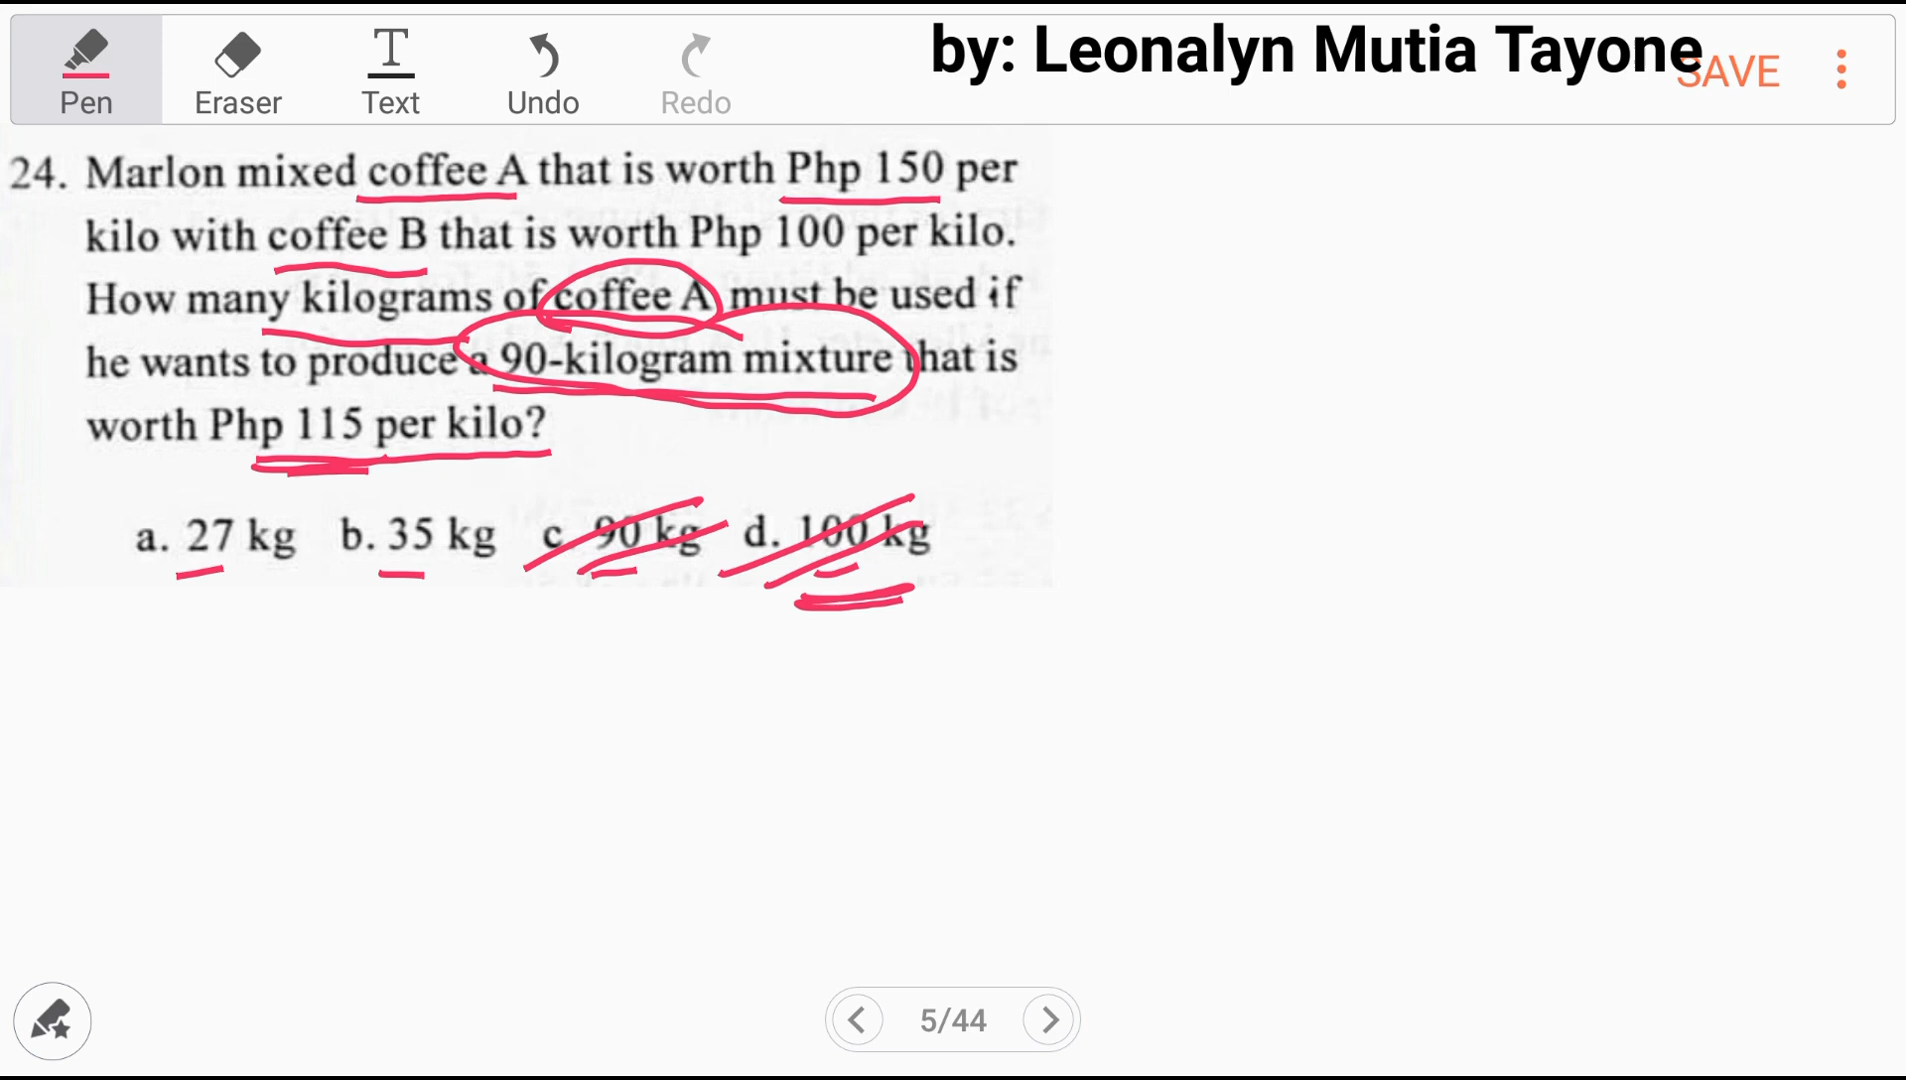 by: Leonalyn Mutia Tayone
SAVE
Pen
Eraser
Text
Undo
Redo
24. Marlon mixed coffee A that is worth Php 150 per
kilo with coffee B that is worth Php 100 per kilo.
How many kilograms of coffee A must be used if
he wants to produce a 90-kilogram mixture that is
worth Php 115 per kilo?
a. 27 kg b. 35 kg c. 90 kg d. 100 kg
5/44